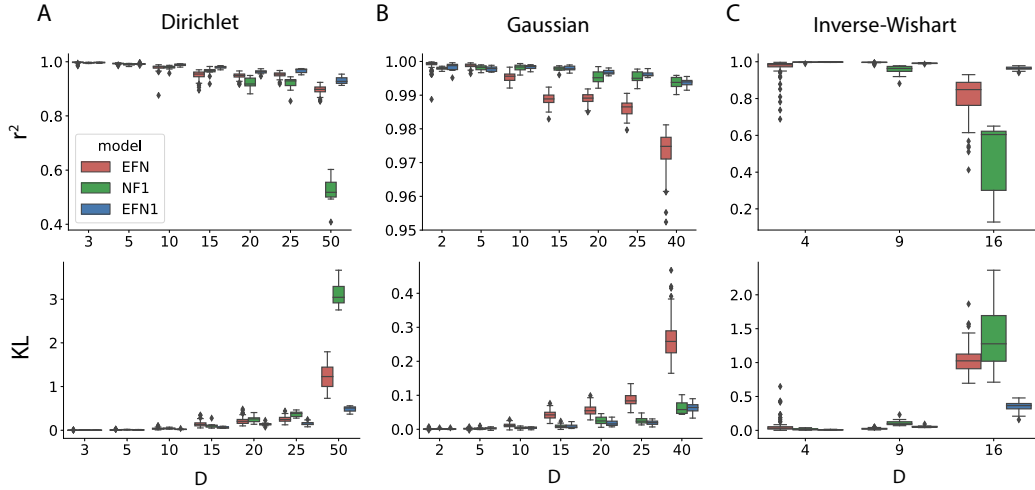 A
Dirichlet
B
Gaussian
C
Inverse-Wishart
r²
1.0
0.8
0.6
0.4
model
EFN
NF1
EFN1
3 5 10 15 20 25 50
1.00
0.99
0.98
0.97
0.96
0.95
2 5 10 15 20 25 40
1.0
0.8
0.6
0.4
0.2
4 9 16
KL
3
2
1
0
3 5 10 15 20 25 50
D
0.4
0.3
0.2
0.1
0.0
2 5 10 15 20 25 40
D
2.0
1.5
1.0
0.5
0.0
4 9 16
D